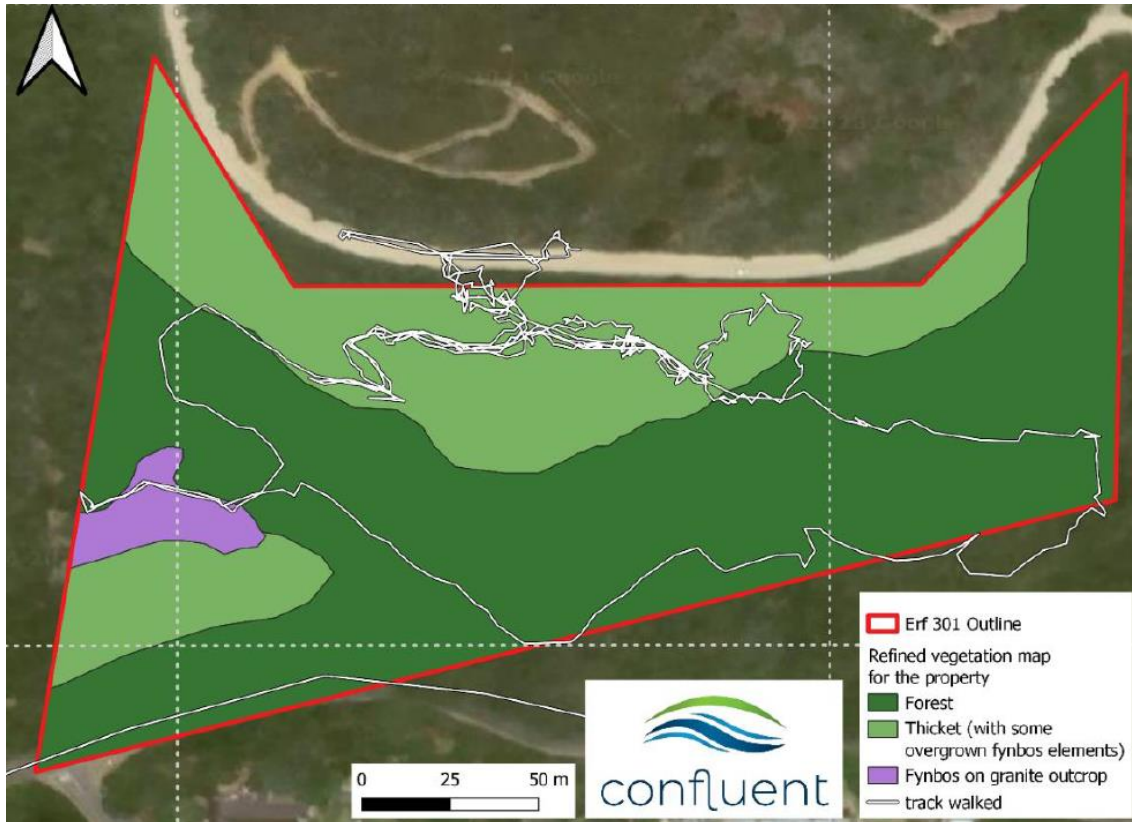 Erf 301 Outline
Refined vegetation map
for the property
Forest
Thicket (with some
overgrown fynbos elements)
Fynbos on granite outcrop
track walked
0 25 50 m
confluent